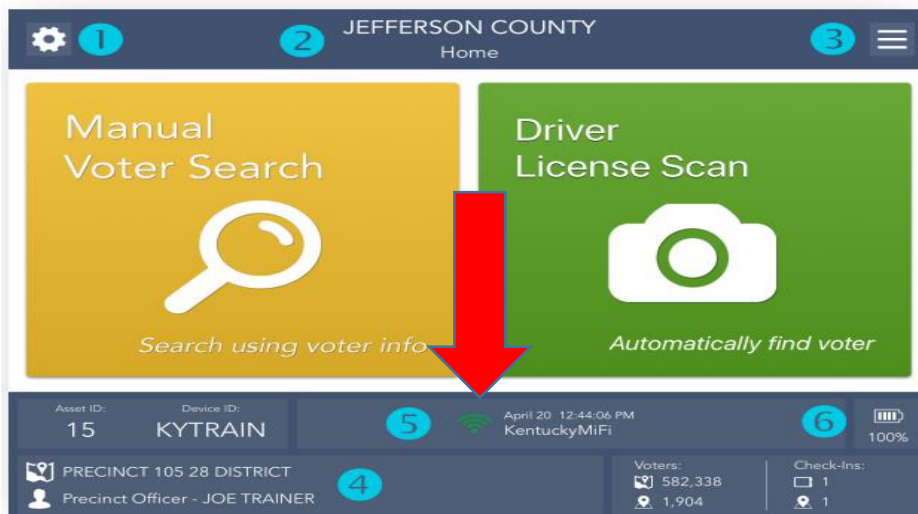 1
2
JEFFERSON COUNTY
Home
3
Manual
Voter Search
Search using voter info
Driver
License Scan
Automatically find voter
Asset ID:
15
Device ID:
KYTRAIN
5
April 20 12:44:06 PM
KentuckyMiFi
6
100%
PRECINCT 105 28 DISTRICT
Precinct Officer - JOE TRAINER
4
Voters:
582,338
1,904
Check-Ins:
1
1